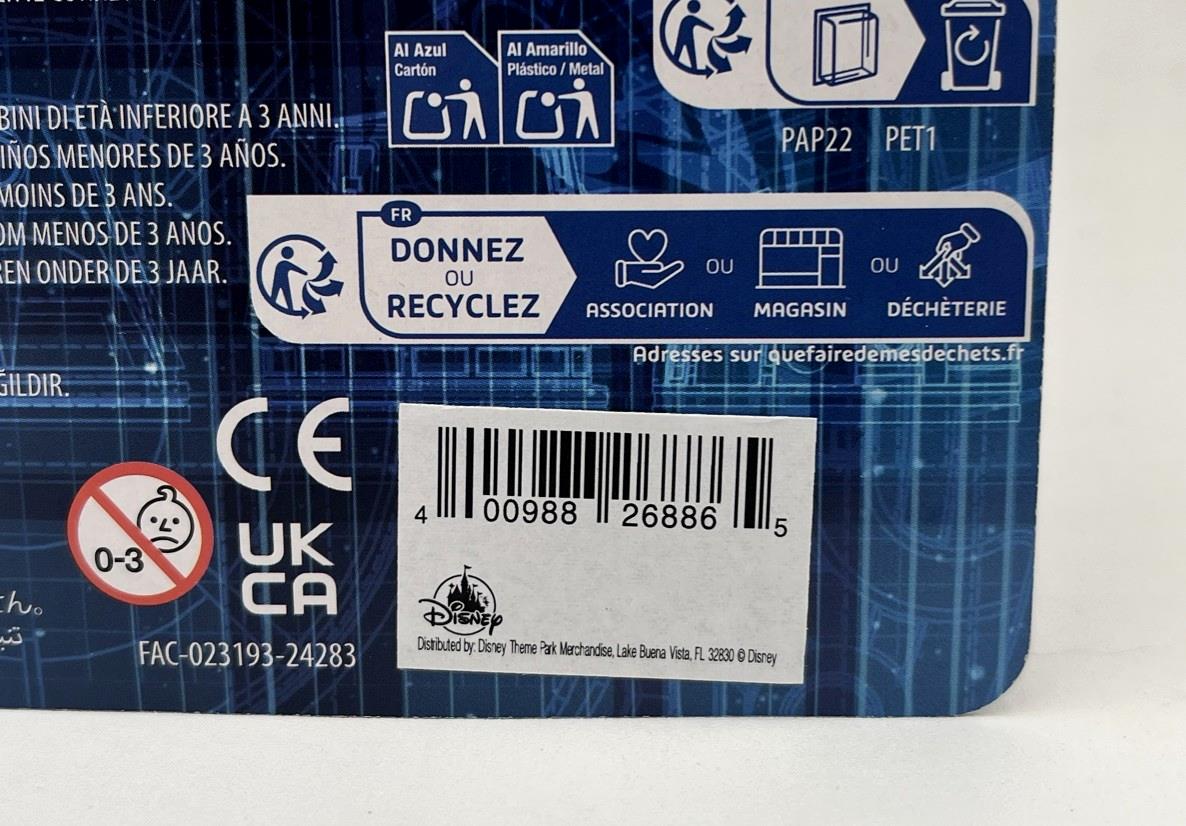 Al Azul
Cartón
Al Amarillo
Plástico / Metal
PAP22 PET1
BINI DI ETÀ INFERIORE A 3 ANNI.
IÑOS MENORES DE 3 AÑOS.
MOINS DE 3 ANS.
OM MENOS DE 3 ANOS.
REN ONDER DE 3 JAAR.
ĞILDIR.
FR
DONNEZ
OU
RECYCLEZ
ASSOCIATION
OU
MAGASIN
OU
DÉCHÈTERIE
Adresses sur quefairedemesdechets.fr
CE
0-3
UK
CA
FAC-023193-24283
4 00988 26886 5
Disney
Distributed by: Disney Theme Park Merchandise, Lake Buena Vista, FL 32830 © Disney